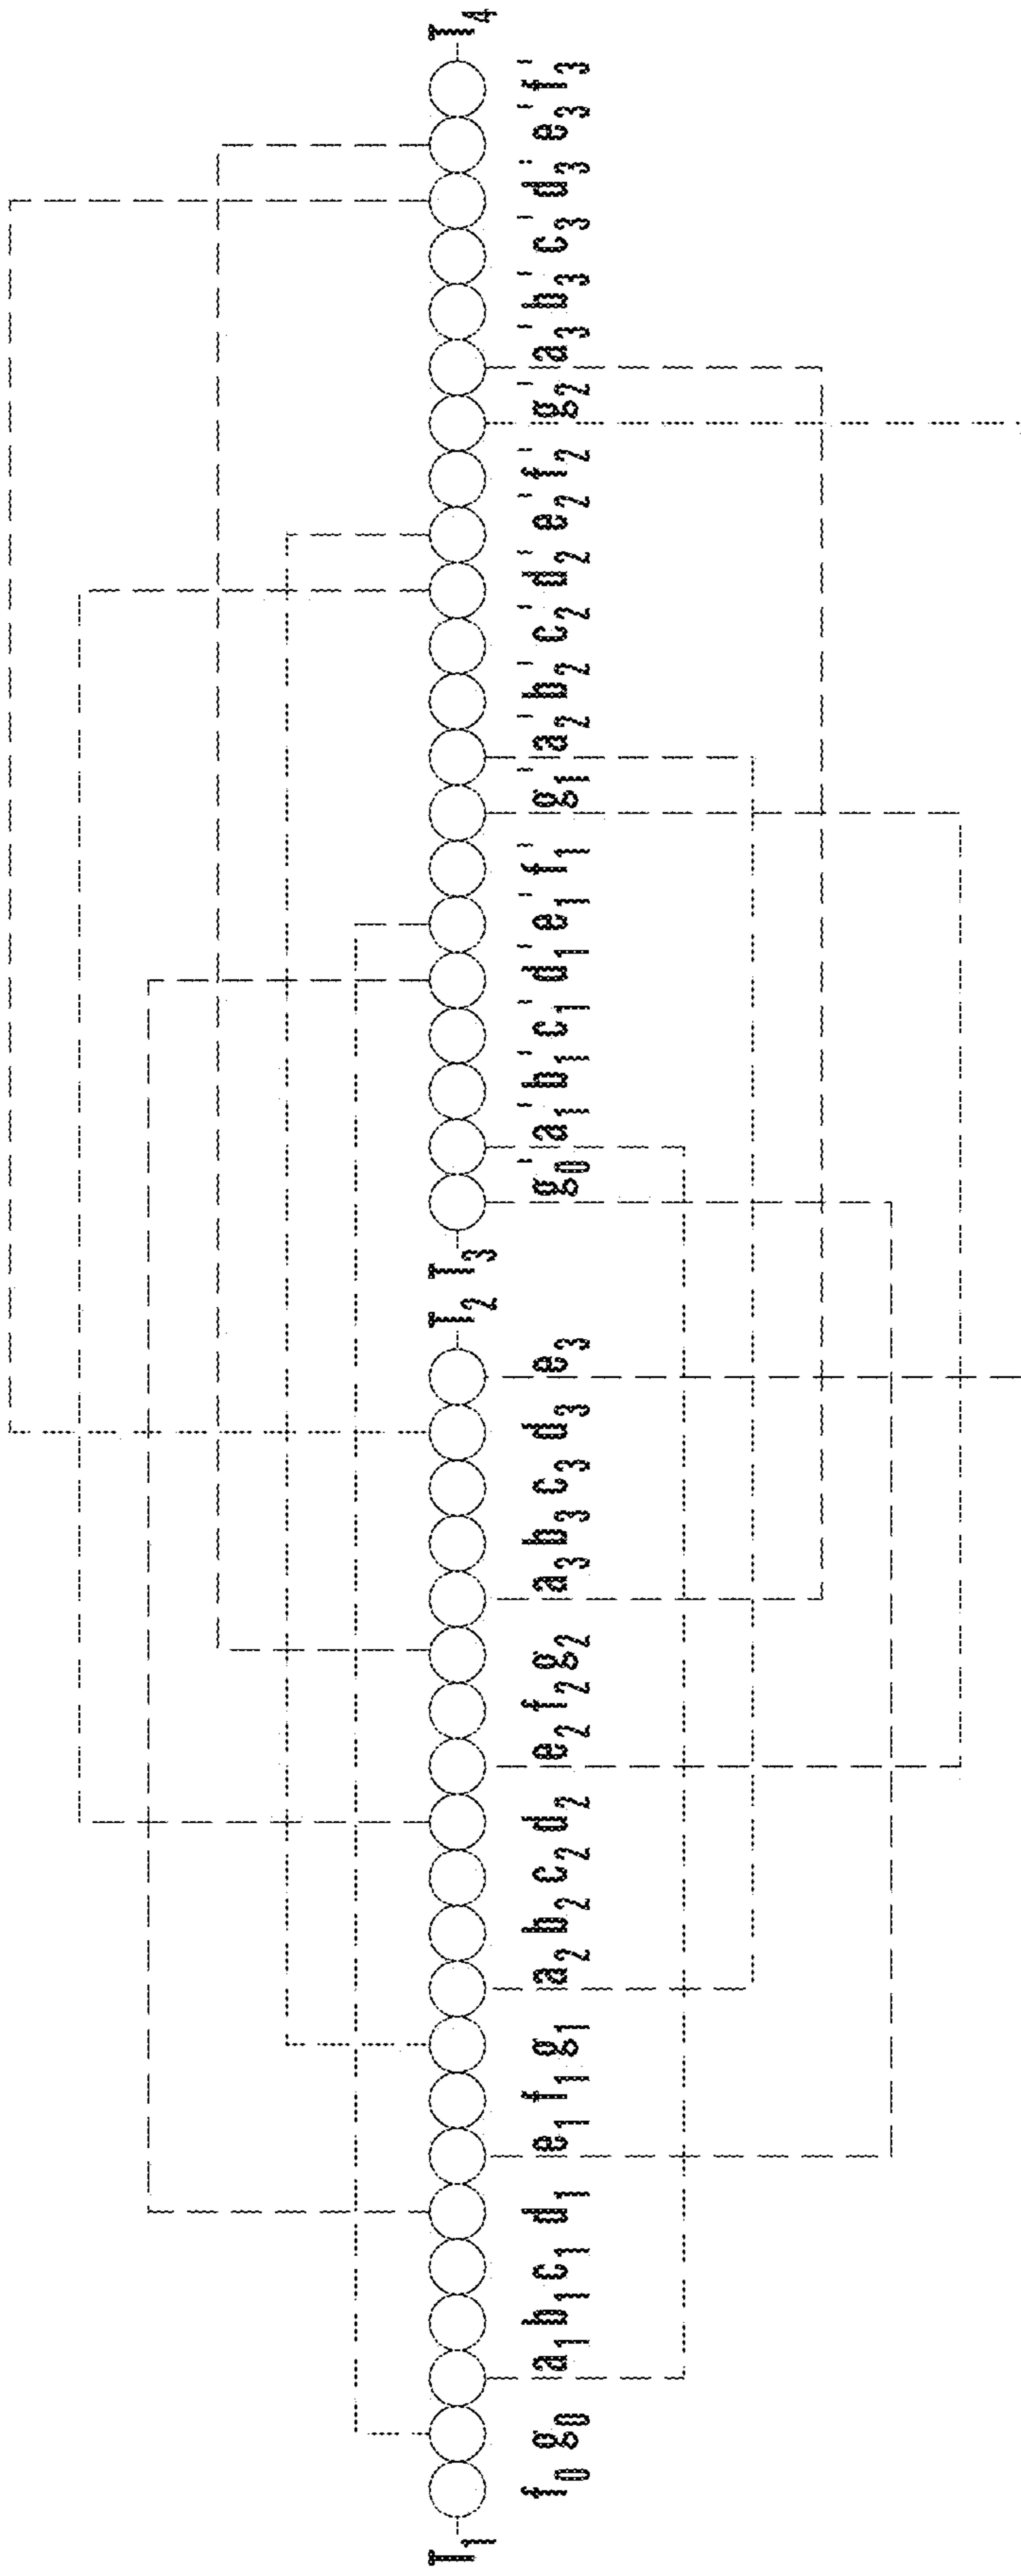 T₁ T₂ T₃ T₄
f₀ g₀ a₁ b₁ c₁ d₁ e₁ f₁ g₁ a₂ b₂ c₂ d₂ e₂ f₂ g₂ a₃ b₃ c₃ d₃ e₃ g₀' a₁' b₁' c₁' d₁' e₁' f₁' g₁' a₂' b₂' c₂' d₂' e₂' f₂' g₂' a₃' b₃' c₃' d₃' e₃' f₃'